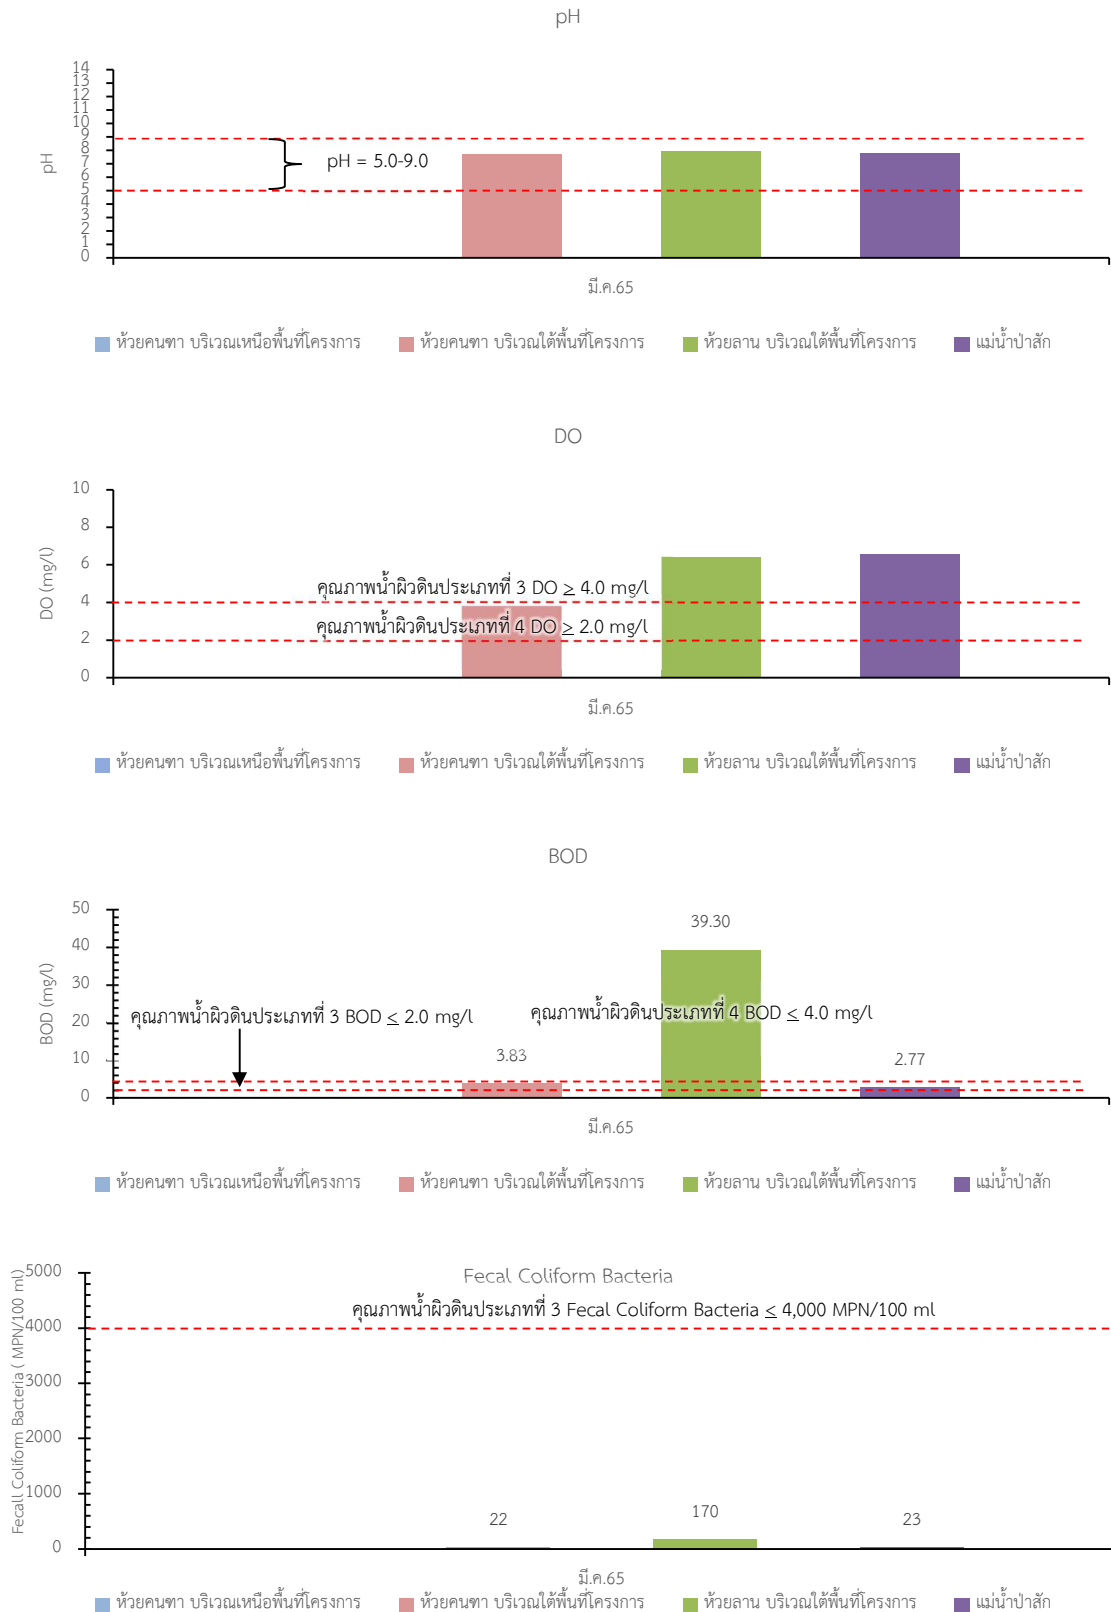 pH
14
13
12
11
10
9
8
7
6
5
4
3
2
1
0
pH
pH = 5.0-9.0
มี.ค.65
ห้วยคนฑา บริเวณเหนือพื้นที่โครงการ ห้วยคนฑา บริเวณใต้พื้นที่โครงการ ห้วยลาน บริเวณใต้พื้นที่โครงการ แม่น้ำป่าสัก
DO
10
8
6
4
2
0
DO (mg/l)
คุณภาพน้ำผิวดินประเภทที่ 3 DO ≥ 4.0 mg/l
คุณภาพน้ำผิวดินประเภทที่ 4 DO ≥ 2.0 mg/l
มี.ค.65
ห้วยคนฑา บริเวณเหนือพื้นที่โครงการ ห้วยคนฑา บริเวณใต้พื้นที่โครงการ ห้วยลาน บริเวณใต้พื้นที่โครงการ แม่น้ำป่าสัก
BOD
50
40
30
20
10
0
BOD (mg/l)
39.30
คุณภาพน้ำผิวดินประเภทที่ 3 BOD ≤ 2.0 mg/l คุณภาพน้ำผิวดินประเภทที่ 4 BOD ≤ 4.0 mg/l
3.83 2.77
มี.ค.65
ห้วยคนฑา บริเวณเหนือพื้นที่โครงการ ห้วยคนฑา บริเวณใต้พื้นที่โครงการ ห้วยลาน บริเวณใต้พื้นที่โครงการ แม่น้ำป่าสัก
Fecal Coliform Bacteria
คุณภาพน้ำผิวดินประเภทที่ 3 Fecal Coliform Bacteria ≤ 4,000 MPN/100 ml
5000
4000
3000
2000
1000
0
Fecall Coliform Bacteria ( MPN/100 ml)
22 170 23
มี.ค.65
ห้วยคนฑา บริเวณเหนือพื้นที่โครงการ ห้วยคนฑา บริเวณใต้พื้นที่โครงการ ห้วยลาน บริเวณใต้พื้นที่โครงการ แม่น้ำป่าสัก